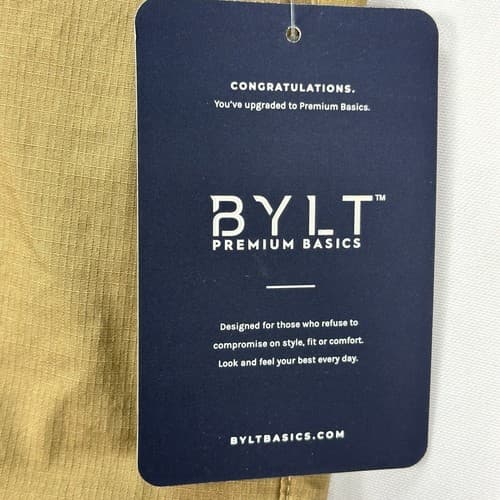 CONGRATULATIONS.
You've upgraded to Premium Basics.
BYLT™
PREMIUM BASICS
Designed for those who refuse to
compromise on style, fit or comfort.
Look and feel your best every day.
BYLTBASICS.COM